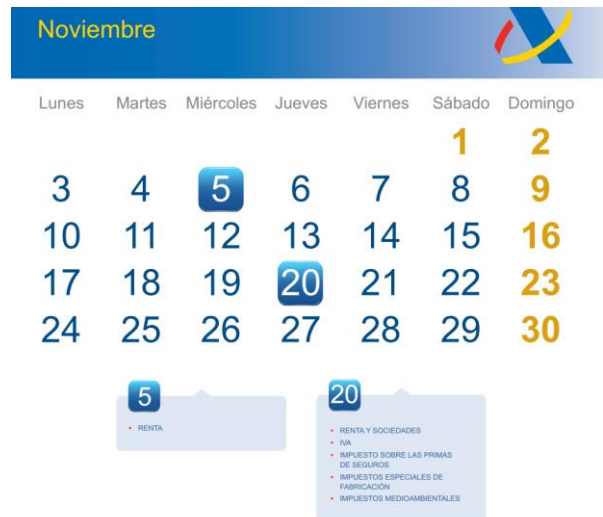 Noviembre
Lunes Martes Miércoles Jueves Viernes Sábado Domingo
1 2
3 4 5 6 7 8 9
10 11 12 13 14 15 16
17 18 19 20 21 22 23
24 25 26 27 28 29 30
5
• RENTA
20
• RENTA Y SOCIEDADES
• IVA
• IMPUESTO SOBRE LAS PRIMAS
DE SEGUROS
• IMPUESTOS ESPECIALES DE
FABRICACIÓN
• IMPUESTOS MEDIOAMBIENTALES